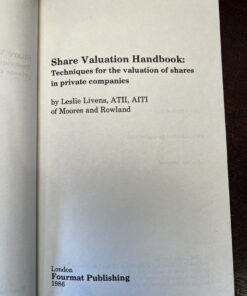 Share Valuation Handbook:
Techniques for the valuation of shares
in private companies
by Leslie Livens, ATII, AITI
of Moores and Rowland
London
Fourmat Publishing
1986